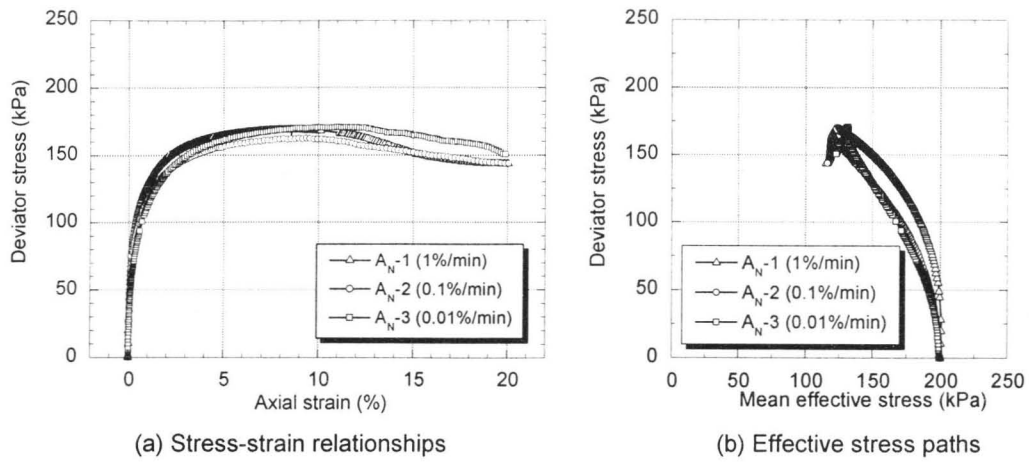 250
200
150
100
50
0
Deviator stress (kPa)
A_N-1 (1%/min)
A_N-2 (0.1%/min)
A_N-3 (0.01%/min)
0 5 10 15 20
Axial strain (%)
(a) Stress-strain relationships
250
200
150
100
50
0
Deviator stress (kPa)
A_N-1 (1%/min)
A_N-2 (0.1%/min)
A_N-3 (0.01%/min)
0 50 100 150 200 250
Mean effective stress (kPa)
(b) Effective stress paths